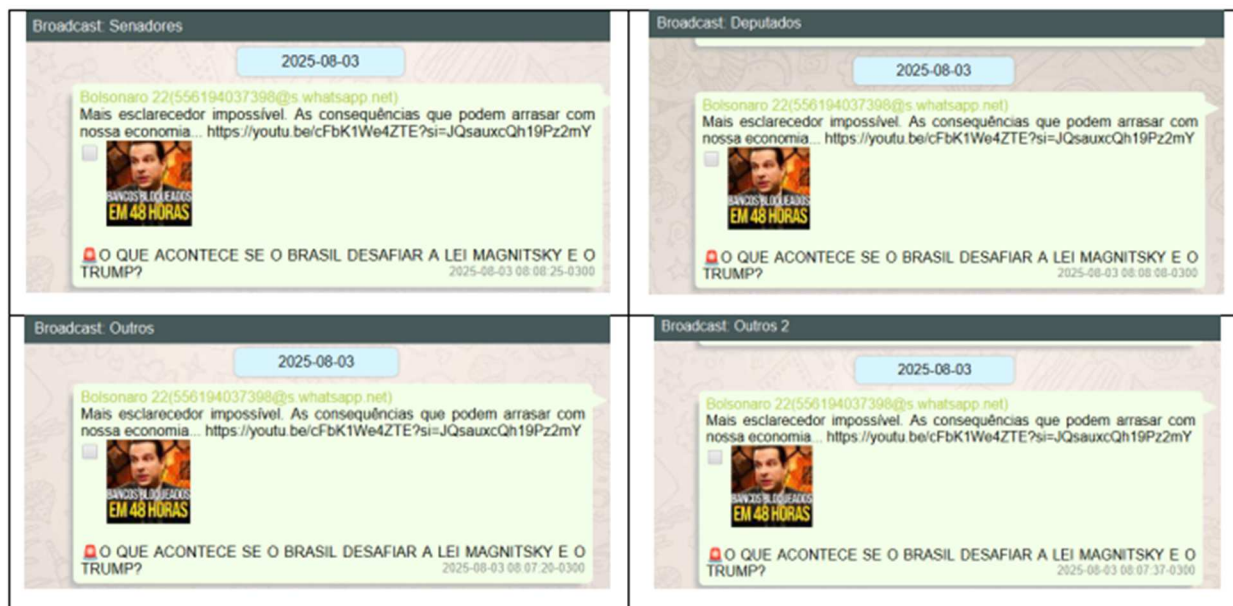 Broadcast: Senadores
2025-08-03
Bolsonaro 22(556194037398@s.whatsapp.net)
Mais esclarecedor impossível. As consequências que podem arrasar com
nossa economia... https://youtu.be/cFbK1We4ZTE?si=JQsauxcQh19Pz2mY
BANCOS BLOQUEADOS
EM 48 HORAS
🚨O QUE ACONTECE SE O BRASIL DESAFIAR A LEI MAGNITSKY E O
TRUMP?
2025-08-03 08:08:25-0300
Broadcast: Deputados
2025-08-03
Bolsonaro 22(556194037398@s.whatsapp.net)
Mais esclarecedor impossível. As consequências que podem arrasar com
nossa economia... https://youtu.be/cFbK1We4ZTE?si=JQsauxcQh19Pz2mY
BANCOS BLOQUEADOS
EM 48 HORAS
🚨O QUE ACONTECE SE O BRASIL DESAFIAR A LEI MAGNITSKY E O
TRUMP?
2025-08-03 08:08:08-0300
Broadcast: Outros
2025-08-03
Bolsonaro 22(556194037398@s.whatsapp.net)
Mais esclarecedor impossível. As consequências que podem arrasar com
nossa economia... https://youtu.be/cFbK1We4ZTE?si=JQsauxcQh19Pz2mY
BANCOS BLOQUEADOS
EM 48 HORAS
🚨O QUE ACONTECE SE O BRASIL DESAFIAR A LEI MAGNITSKY E O
TRUMP?
2025-08-03 08:07:20-0300
Broadcast: Outros 2
2025-08-03
Bolsonaro 22(556194037398@s.whatsapp.net)
Mais esclarecedor impossível. As consequências que podem arrasar com
nossa economia... https://youtu.be/cFbK1We4ZTE?si=JQsauxcQh19Pz2mY
BANCOS BLOQUEADOS
EM 48 HORAS
🚨O QUE ACONTECE SE O BRASIL DESAFIAR A LEI MAGNITSKY E O
TRUMP?
2025-08-03 08:07:37-0300